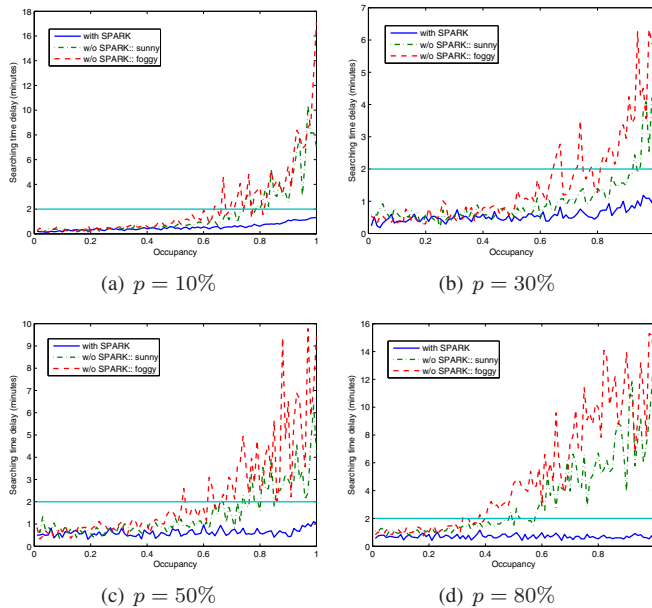 18
16
14
12
10
8
6
4
2
0
Searching time delay (minutes)
with SPARK
w/o SPARK:: sunny
w/o SPARK:: foggy
0 0.2 0.4 0.6 0.8 1
Occupancy
(a) p = 10%
7
6
5
4
3
2
1
0
Searching time delay (minutes)
with SPARK
w/o SPARK:: sunny
w/o SPARK:: foggy
0 0.2 0.4 0.6 0.8
Occupancy
(b) p = 30%
10
9
8
7
6
5
4
3
2
1
0
Searching time delay (minutes)
with SPARK
w/o SPARK:: sunny
w/o SPARK:: foggy
0 0.2 0.4 0.6 0.8 1
Occupancy
(c) p = 50%
16
14
12
10
8
6
4
2
0
Searching time delay (minutes)
with SPARK
w/o SPARK:: sunny
w/o SPARK:: foggy
0 0.2 0.4 0.6 0.8
Occupancy
(d) p = 80%